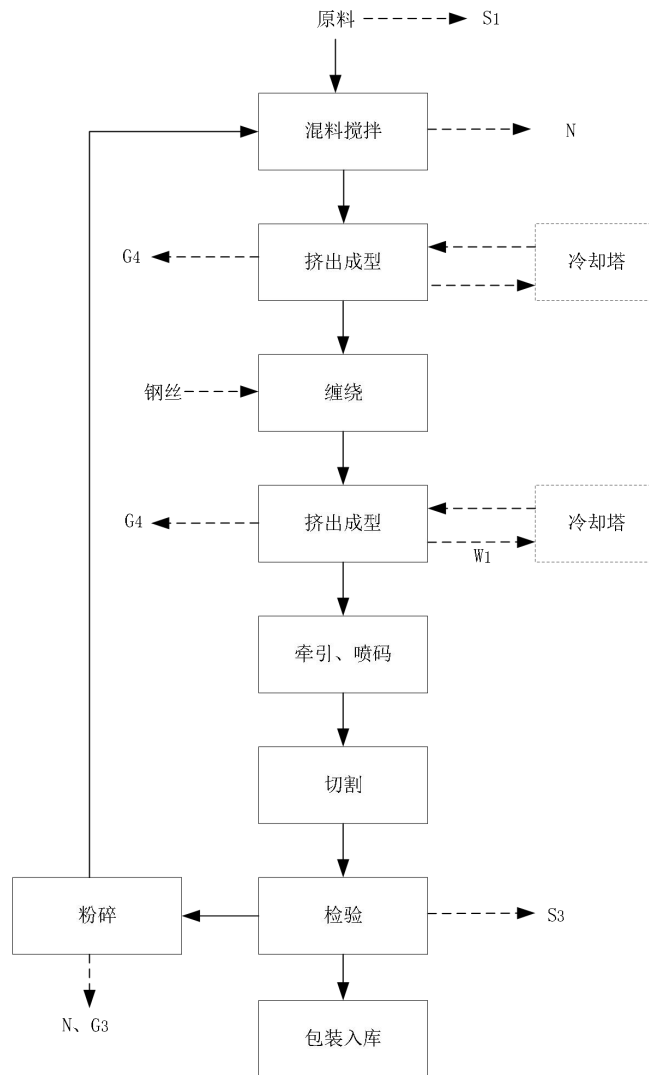 原料
S1
混料搅拌
N
G4
挤出成型
冷却塔
钢丝
缠绕
G4
挤出成型
冷却塔
W1
牵引、喷码
切割
粉碎
检验
S3
N、G3
包装入库